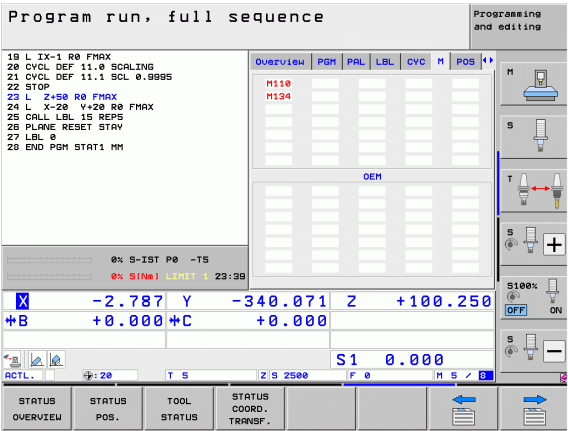 Program run, full sequence
Programming
and editing
19 L IX-1 R0 FMAX
20 CYCL DEF 11.0 SCALING
21 CYCL DEF 11.1 SCL 0.9995
22 STOP
23 L Z+50 R0 FMAX
24 L X-20 Y+20 R0 FMAX
25 CALL LBL 15 REP5
26 PLANE RESET STAY
27 LBL 0
28 END PGM STAT1 MM
Overview PGM PAL LBL CYC M POS
M110
M134
OEM
0% S-IST P0 -T5
0% S[Nm] LIMIT 1 23:39
X -2.787 Y -340.071 Z +100.250
B +0.000 C +0.000
S1 0.000
ACTL. : 20 T 5 Z S 2500 F 0 M 5 / 8
M
S
T
S
S100%
OFF ON
S
STATUS
OVERVIEW
STATUS
POS.
TOOL
STATUS
STATUS
COORD.
TRANSF.